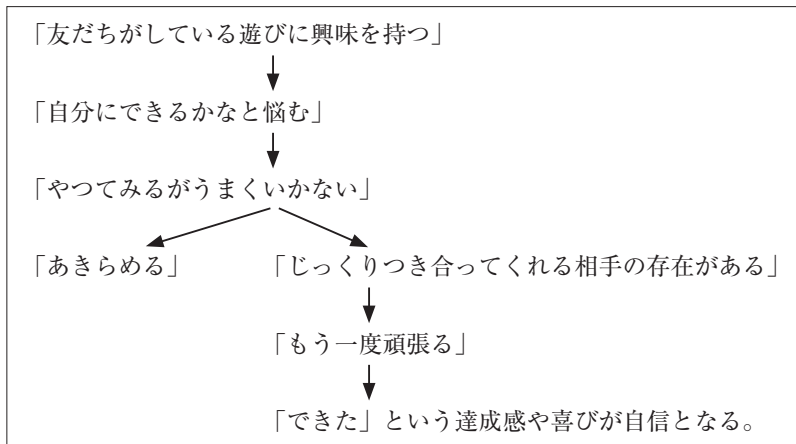 「友だちがしている遊びに興味を持つ」
「自分にできるかなと悩む」
「やつてみるがうまくいかない」
「あきらめる」 「じっくりつき合ってくれる相手の存在がある」
「もう一度頑張る」
「できた」という達成感や喜びが自信となる。